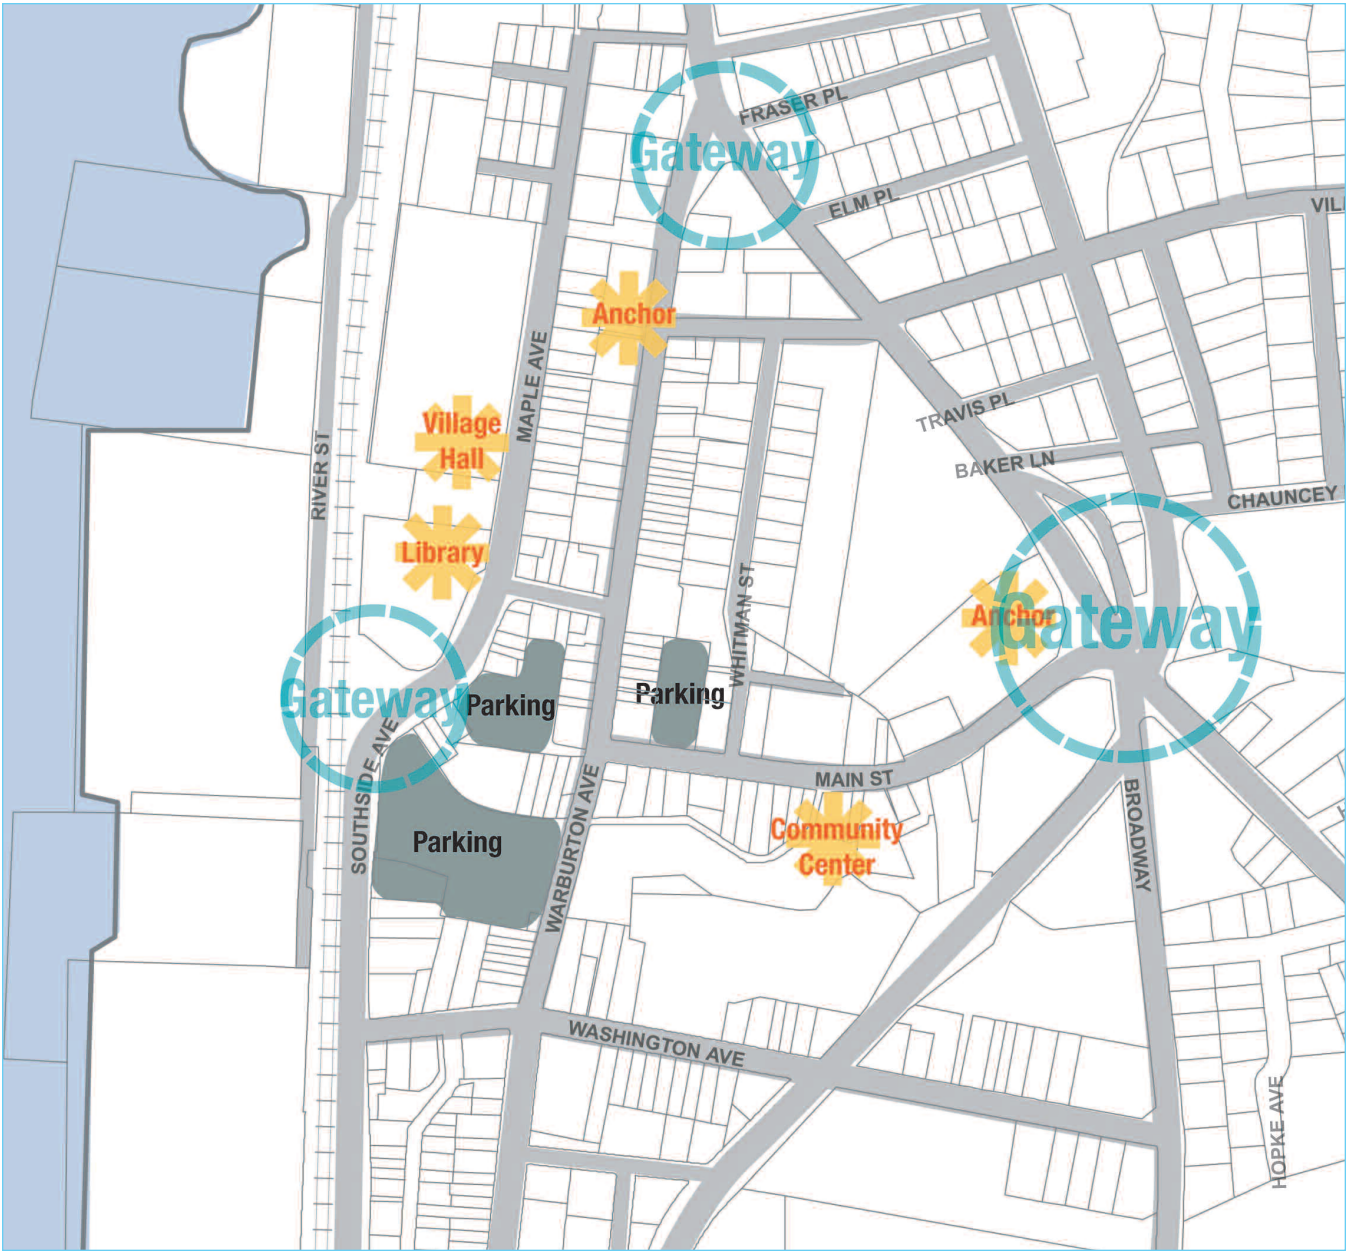 FRASER PL
Gateway
ELM PL
VIL
Anchor
MAPLE AVE
Village
Hall
TRAVIS PL
RIVER ST
BAKER LN
CHAUNCEY
Library
WHITMAN ST
Anchor
Gateway
Gateway
Parking
Parking
SOUTHSIDE AVE
MAIN ST
WARBURTON AVE
BROADWAY
Community
Center
Parking
WASHINGTON AVE
HOPKE AVE